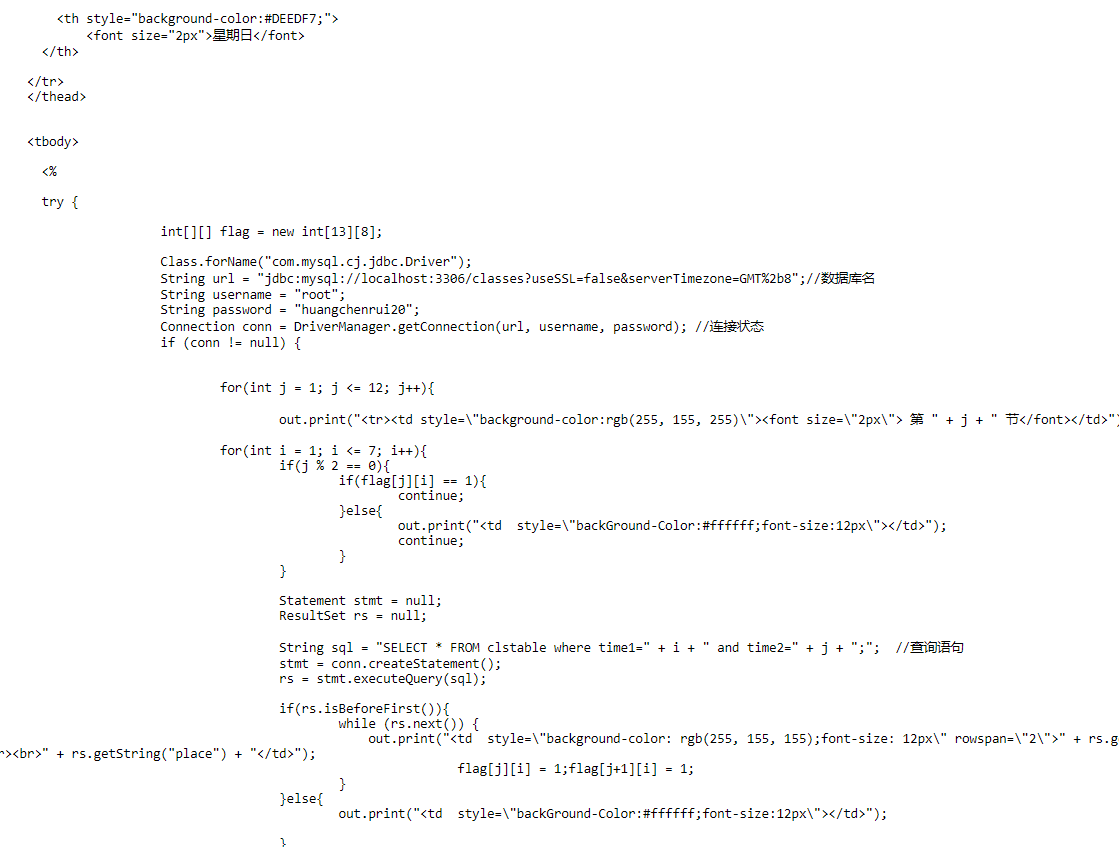 <th style="background-color:#DEEDF7;">
<font size="2px">星期日</font>
</th>
</tr>
</thead>
<tbody>
<%
try {
int[][] flag = new int[13][8];
Class.forName("com.mysql.cj.jdbc.Driver");
String url = "jdbc:mysql://localhost:3306/classes?useSSL=false&serverTimezone=GMT%2b8";//数据库名
String username = "root";
String password = "huangchenrui20";
Connection conn = DriverManager.getConnection(url, username, password); //连接状态
if (conn != null) {
for(int j = 1; j <= 12; j++){
out.print("<tr><td style=\"background-color:rgb(255, 155, 255)\"><font size=\"2px\"> 第 " + j + " 节</font></td>")
for(int i = 1; i <= 7; i++){
if(j % 2 == 0){
if(flag[j][i] == 1){
continue;
}else{
out.print("<td  style=\"backGround-Color:#ffffff;font-size:12px\"></td>");
continue;
}
}
Statement stmt = null;
ResultSet rs = null;
String sql = "SELECT * FROM clstable where time1=" + i + " and time2=" + j + ";";  //查询语句
stmt = conn.createStatement();
rs = stmt.executeQuery(sql);
if(rs.isBeforeFirst()){
while (rs.next()) {
out.print("<td  style=\"background-color: rgb(255, 155, 155);font-size: 12px\" rowspan=\"2\">" + rs.g
r><br>" + rs.getString("place") + "</td>");
flag[j][i] = 1;flag[j+1][i] = 1;
}
}else{
out.print("<td  style=\"backGround-Color:#ffffff;font-size:12px\"></td>");
}